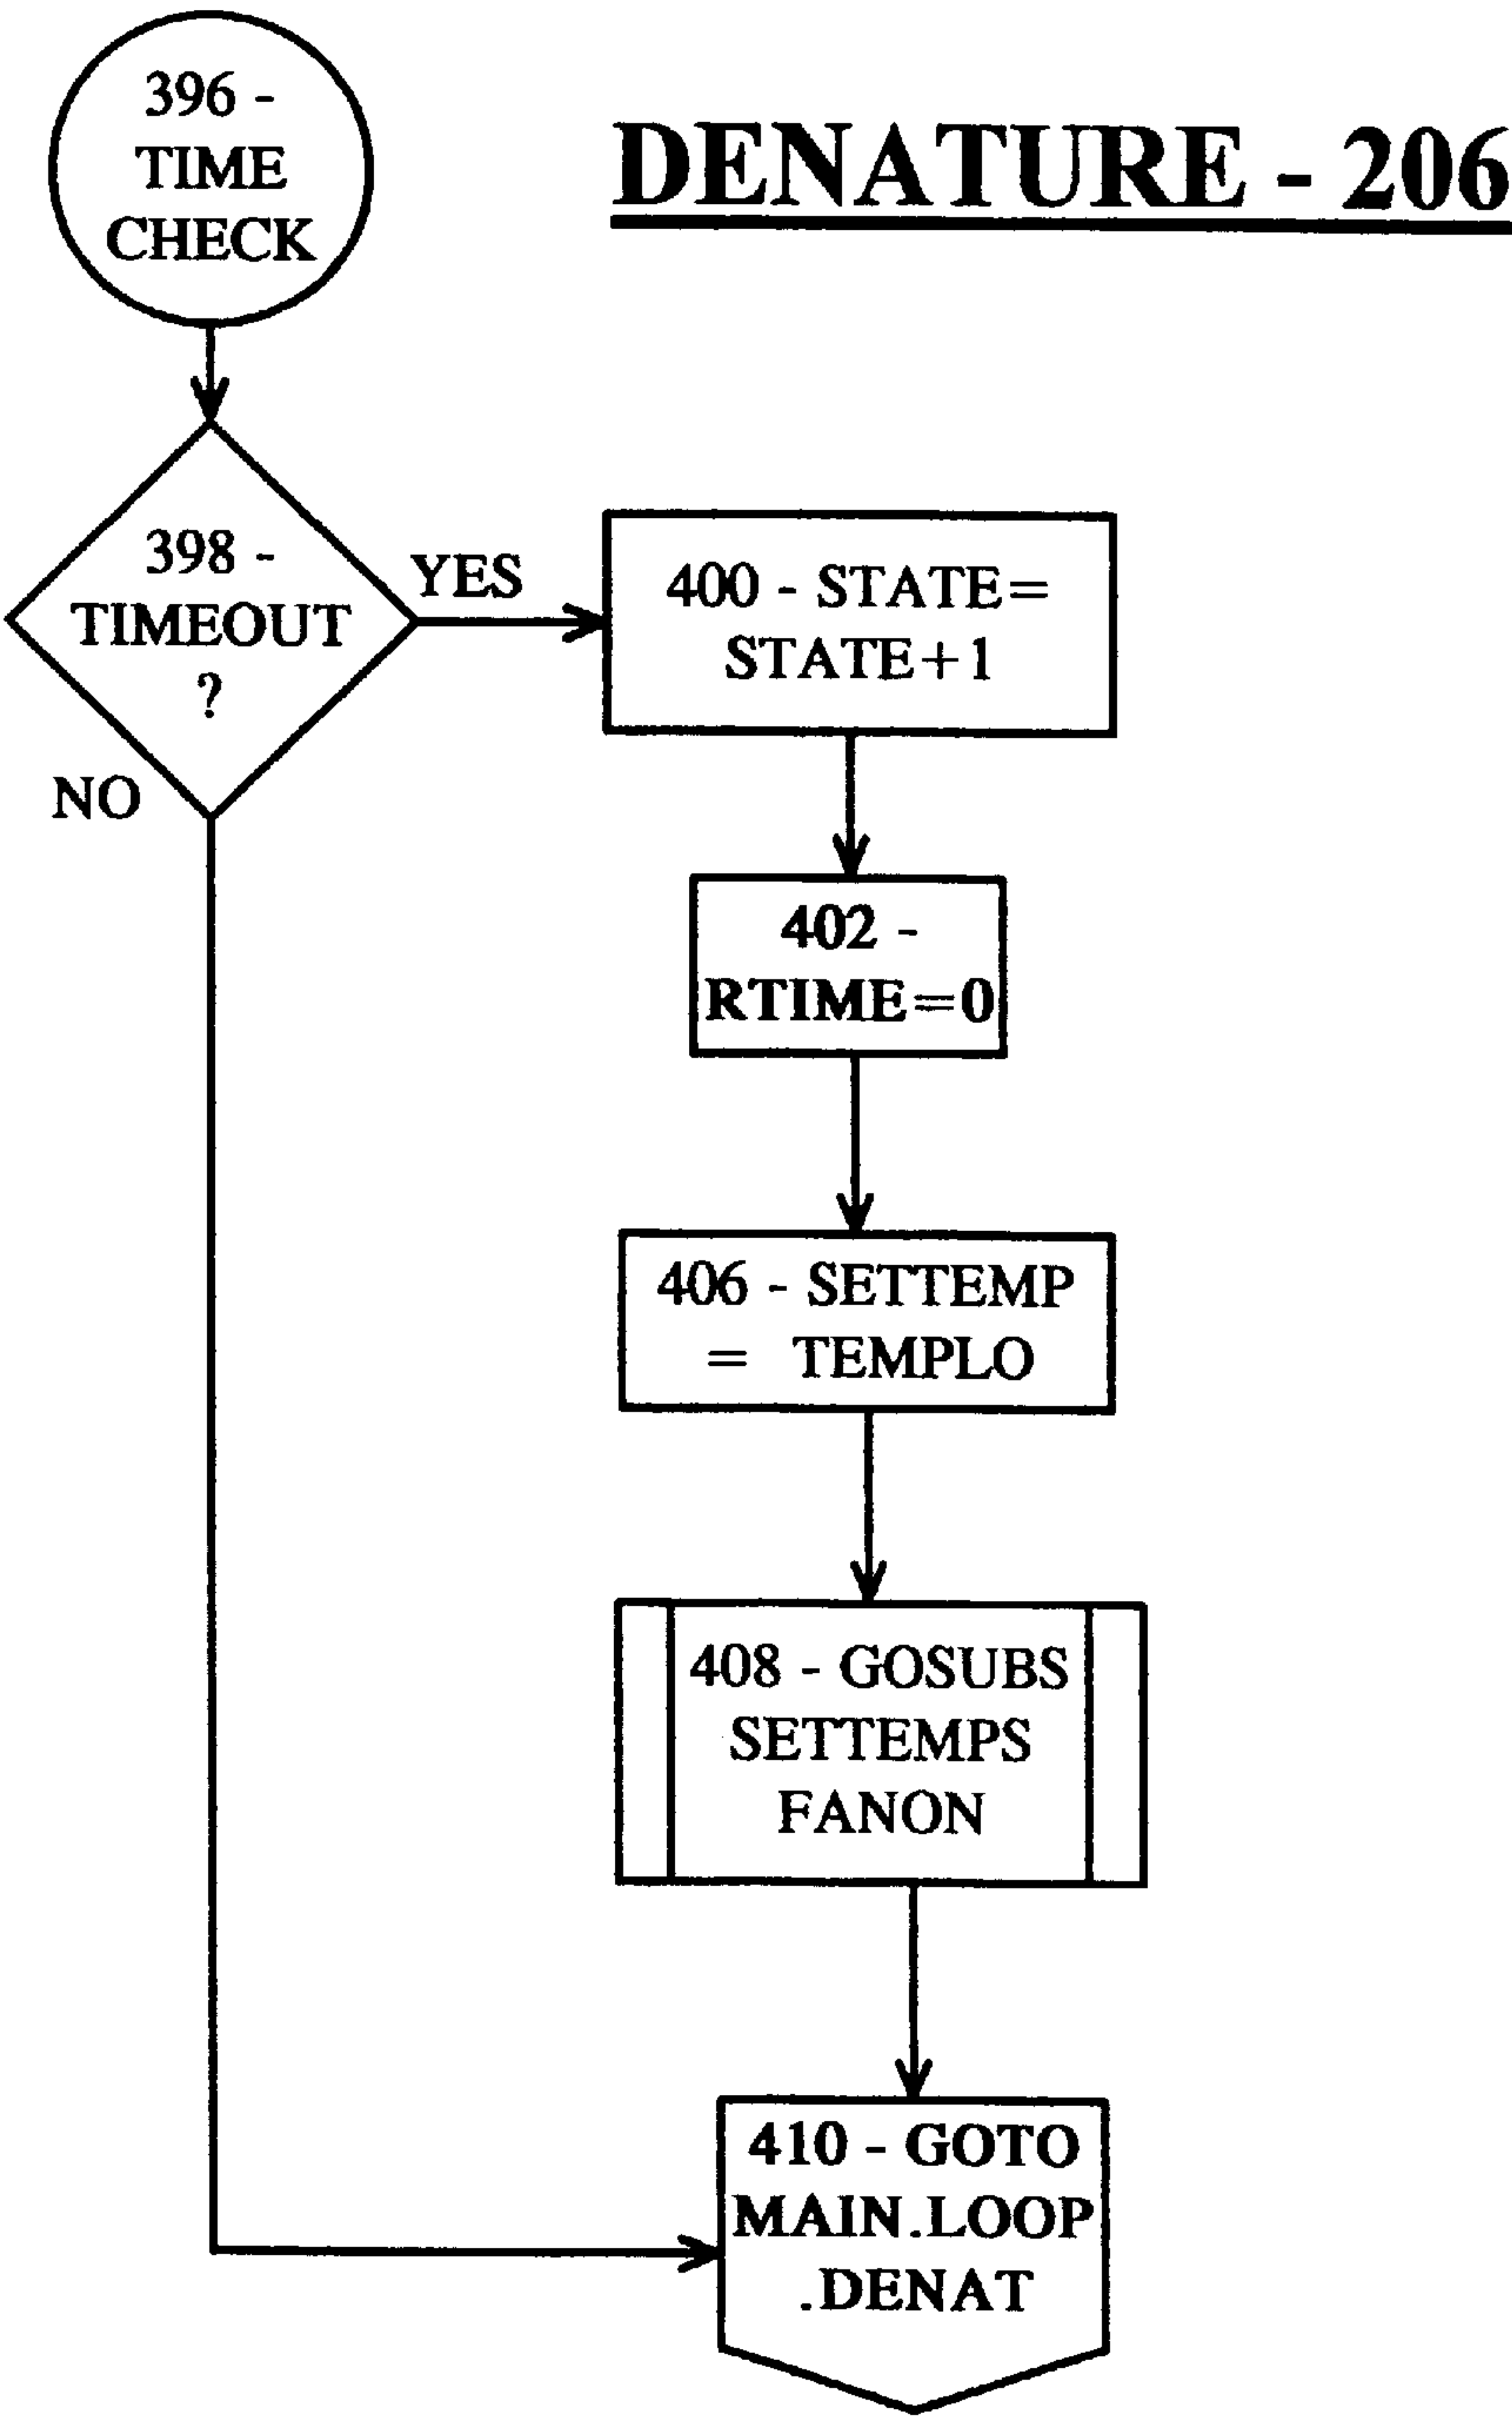 396 -
TIME
CHECK
DENATURE - 206
398 -
TIMEOUT
?
YES
NO
400 - STATE=
STATE+1
402 -
RTIME=0
406 - SETTEMP
= TEMPLO
408 - GOSUBS
SETTEMPS
FANON
410 - GOTO
MAIN.LOOP
.DENAT